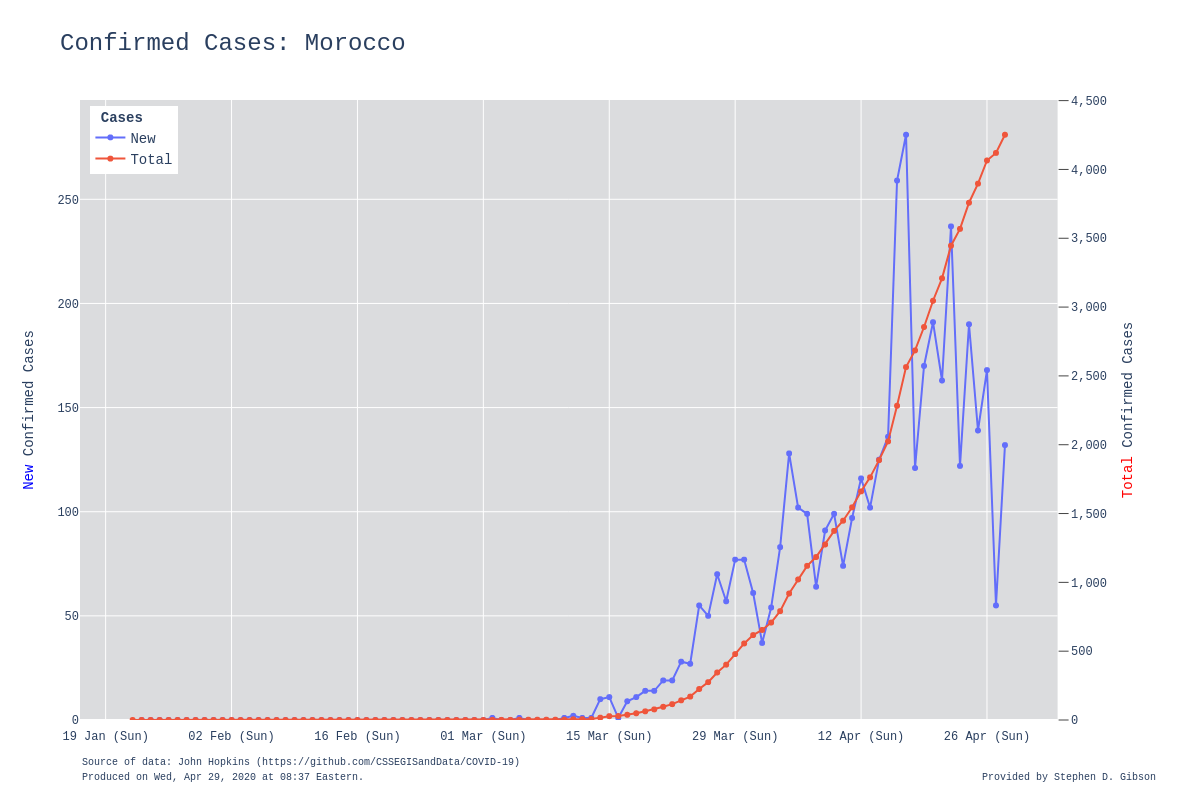 Confirmed Cases: Morocco
Cases
New
Total
250
200
150
100
50
0
4,500
4,000
3,500
3,000
2,500
2,000
1,500
1,000
500
0
New Confirmed Cases
Total Confirmed Cases
19 Jan (Sun) 02 Feb (Sun) 16 Feb (Sun) 01 Mar (Sun) 15 Mar (Sun) 29 Mar (Sun) 12 Apr (Sun) 26 Apr (Sun)
Source of data: John Hopkins (https://github.com/CSSEGISandData/COVID-19)
Produced on Wed, Apr 29, 2020 at 08:37 Eastern.
Provided by Stephen D. Gibson